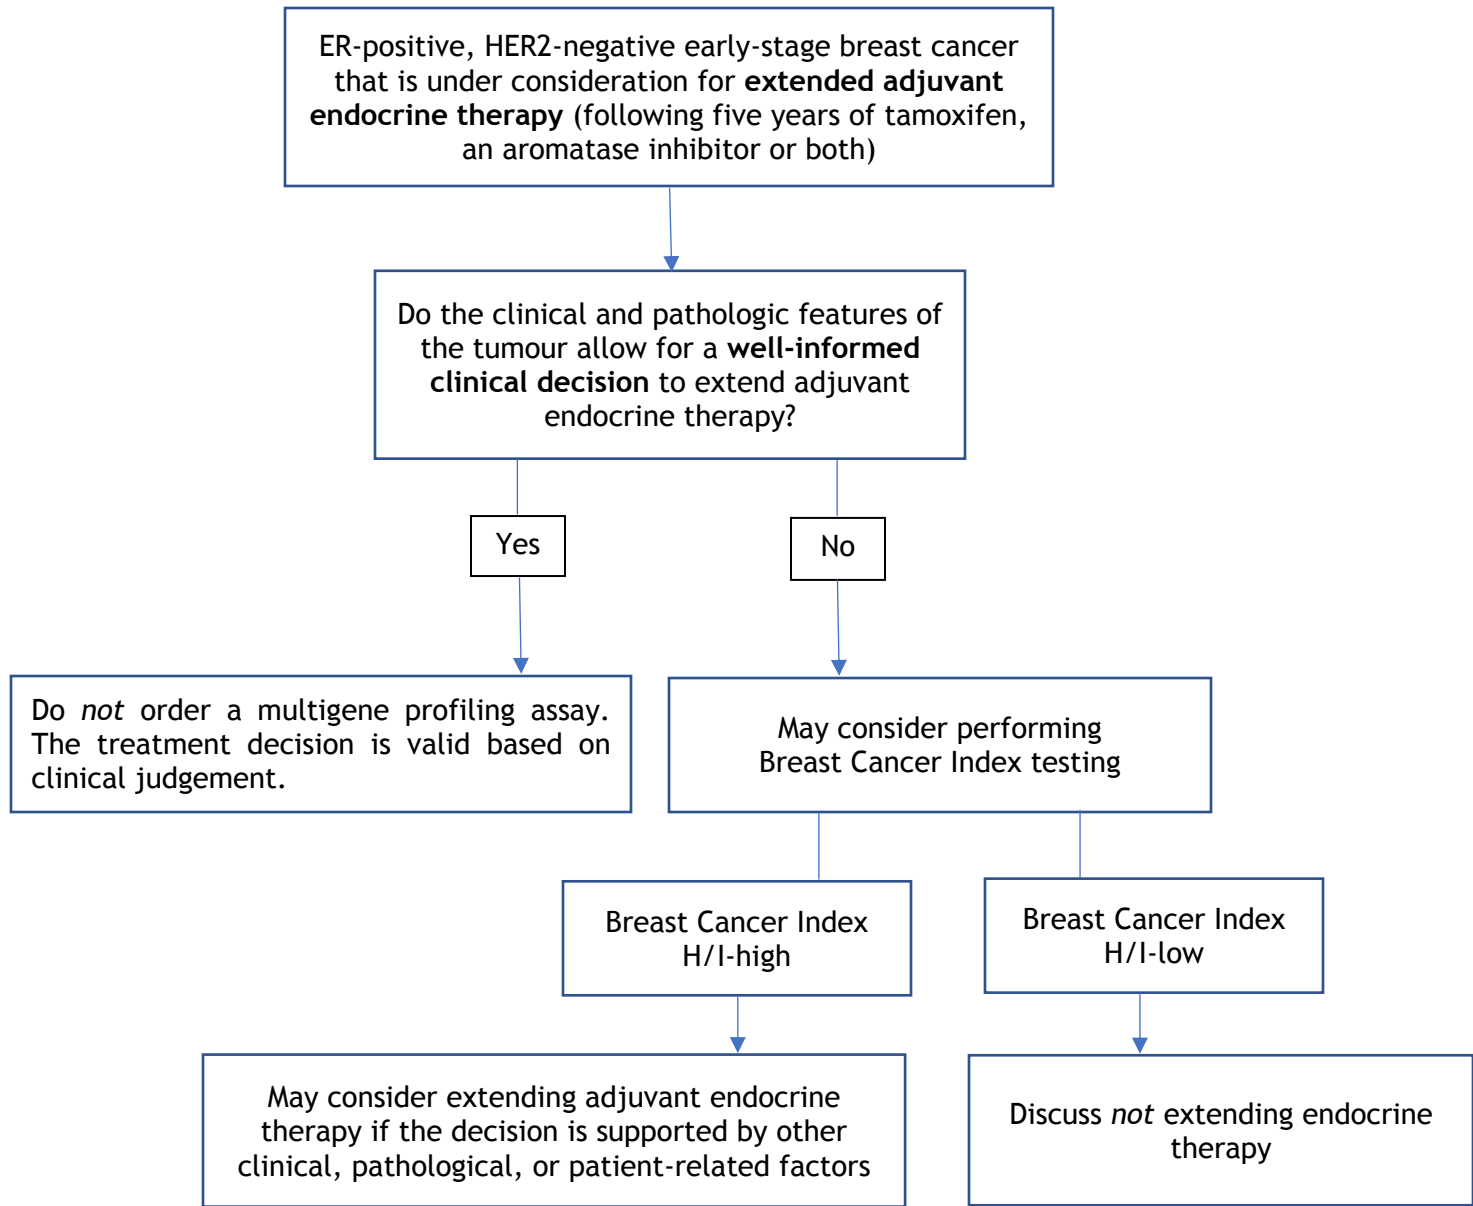 ER-positive, HER2-negative early-stage breast cancer
that is under consideration for extended adjuvant
endocrine therapy (following five years of tamoxifen,
an aromatase inhibitor or both)
Do the clinical and pathologic features of
the tumour allow for a well-informed
clinical decision to extend adjuvant
endocrine therapy?
Yes
No
Do not order a multigene profiling assay.
The treatment decision is valid based on
clinical judgement.
May consider performing
Breast Cancer Index testing
Breast Cancer Index
H/I-high
Breast Cancer Index
H/I-low
May consider extending adjuvant endocrine
therapy if the decision is supported by other
clinical, pathological, or patient-related factors
Discuss not extending endocrine
therapy